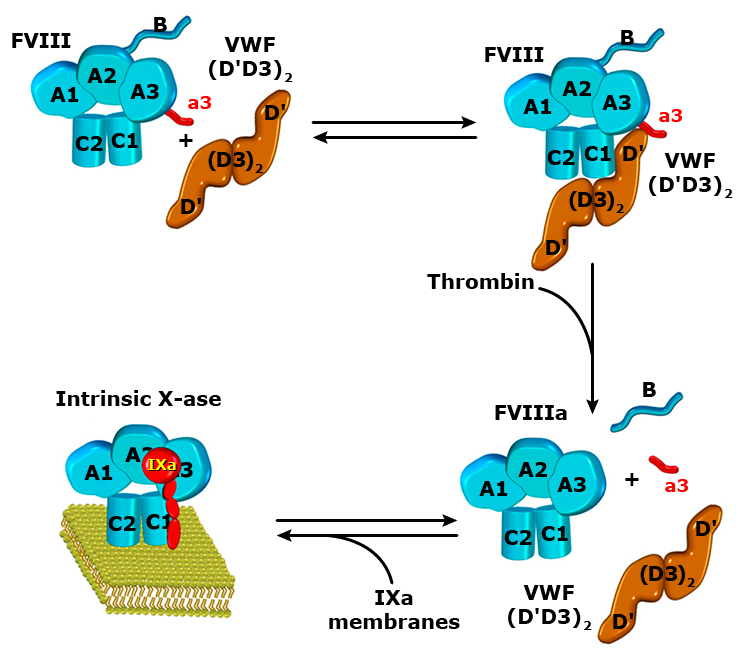 FVIII
B
A1
A2
A3
a3
C2
C1
+
VWF
(D'D3)2
D'
(D3)2
D'
FVIII
B
A1
A2
A3
a3
C2
C1
D'
(D3)2
D'
VWF
(D'D3)2
Thrombin
FVIIIa
B
A1
A2
A3
C2
C1
+
a3
D'
(D3)2
D'
VWF
(D'D3)2
Intrinsic X-ase
A1
A2
IXa
A3
C2
C1
IXa
membranes